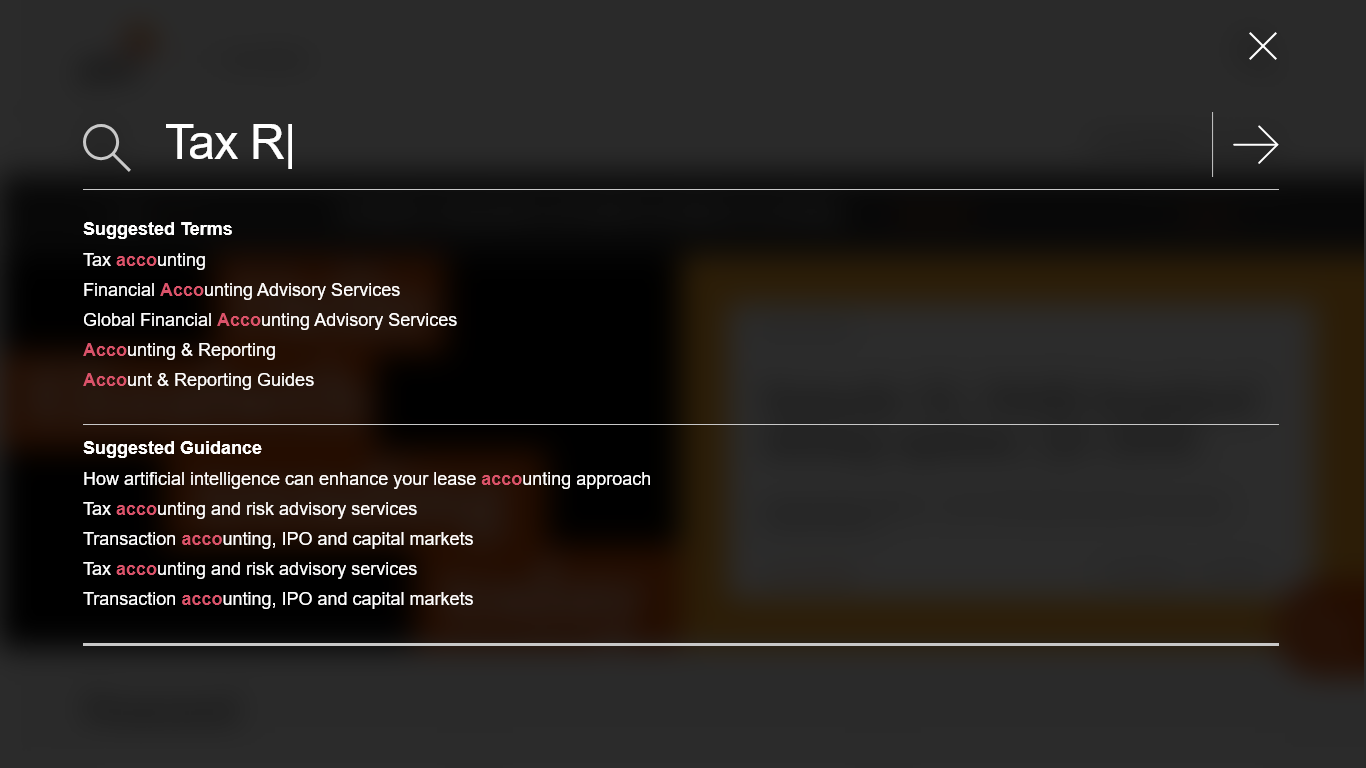 Tax R
Suggested Terms
Tax accounting
Financial Accounting Advisory Services
Global Financial Accounting Advisory Services
Accounting & Reporting
Account & Reporting Guides
Suggested Guidance
How artificial intelligence can enhance your lease accounting approach
Tax accounting and risk advisory services
Transaction accounting, IPO and capital markets
Tax accounting and risk advisory services
Transaction accounting, IPO and capital markets